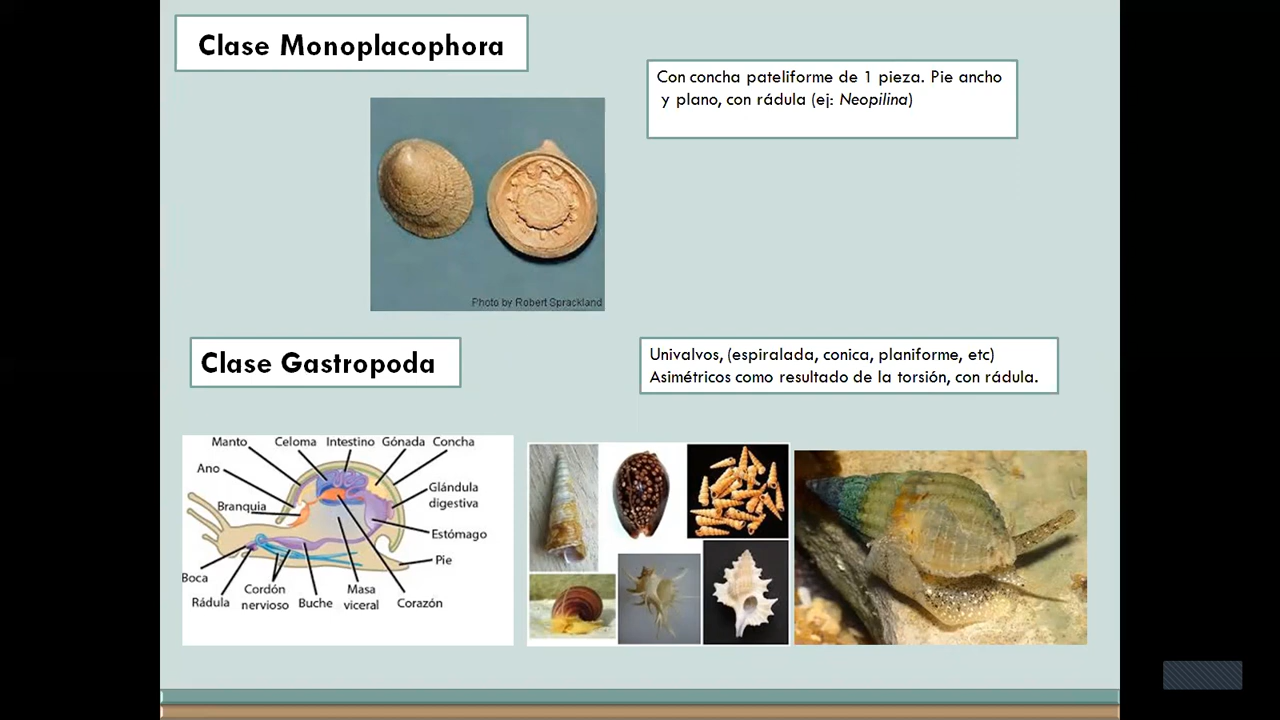 Clase Monoplacophora
Con concha pateliforme de 1 pieza. Pie ancho
y plano, con rádula (ej: Neopilina)
Photo by Robert Sprackland
Clase Gastropoda
Univalvos, (espiralada, conica, planiforme, etc)
Asimétricos como resultado de la torsión, con rádula.
Manto
Celoma
Intestino
Gónada
Concha
Ano
Glándula
digestiva
Branquia
Estómago
Pie
Boca
Rádula
Cordón
nervioso
Buche
Masa
viceral
Corazón